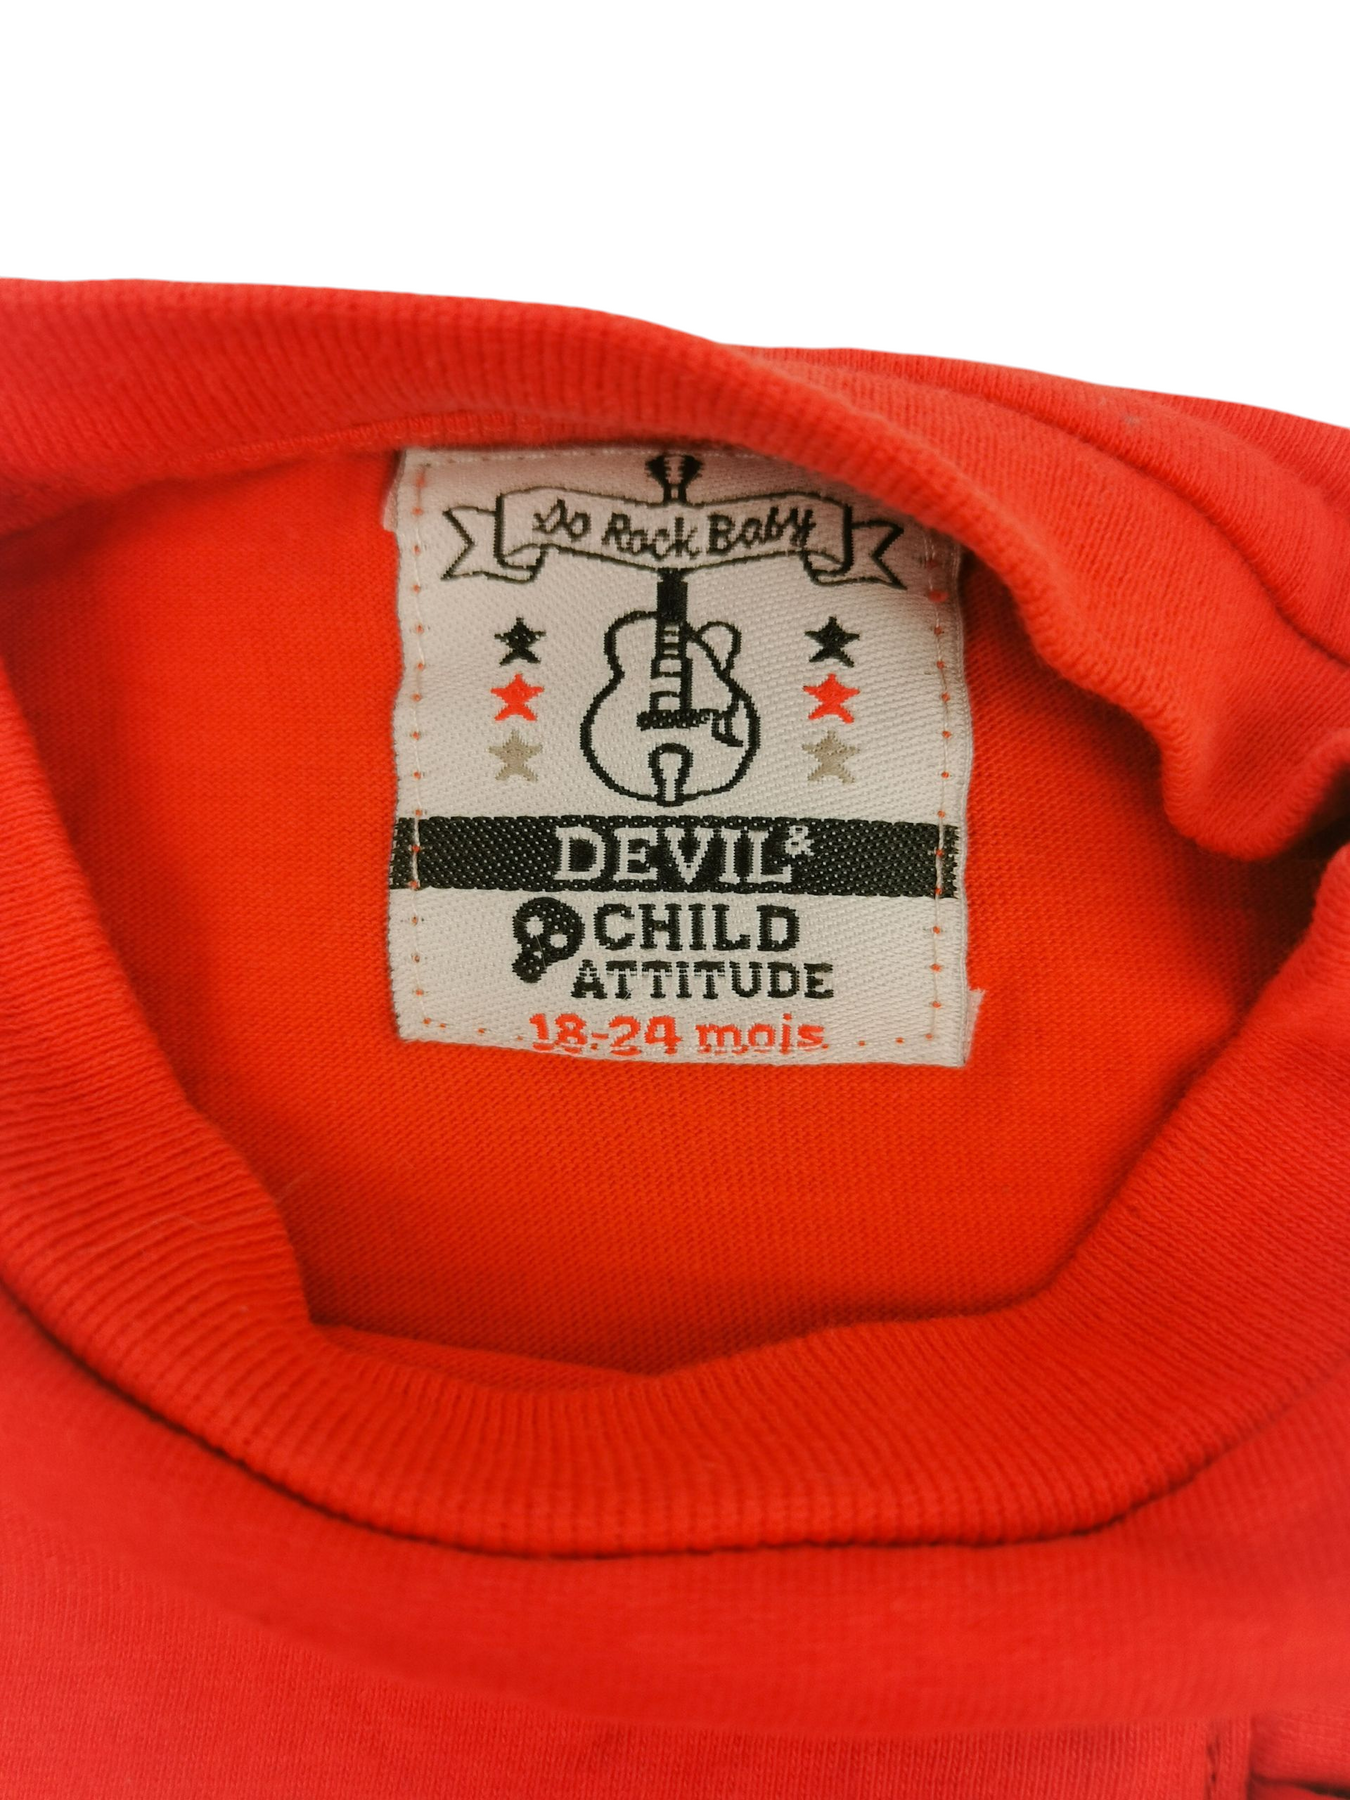 So Rock Baby
DEVIL &
CHILD
ATTITUDE
18-24 mois